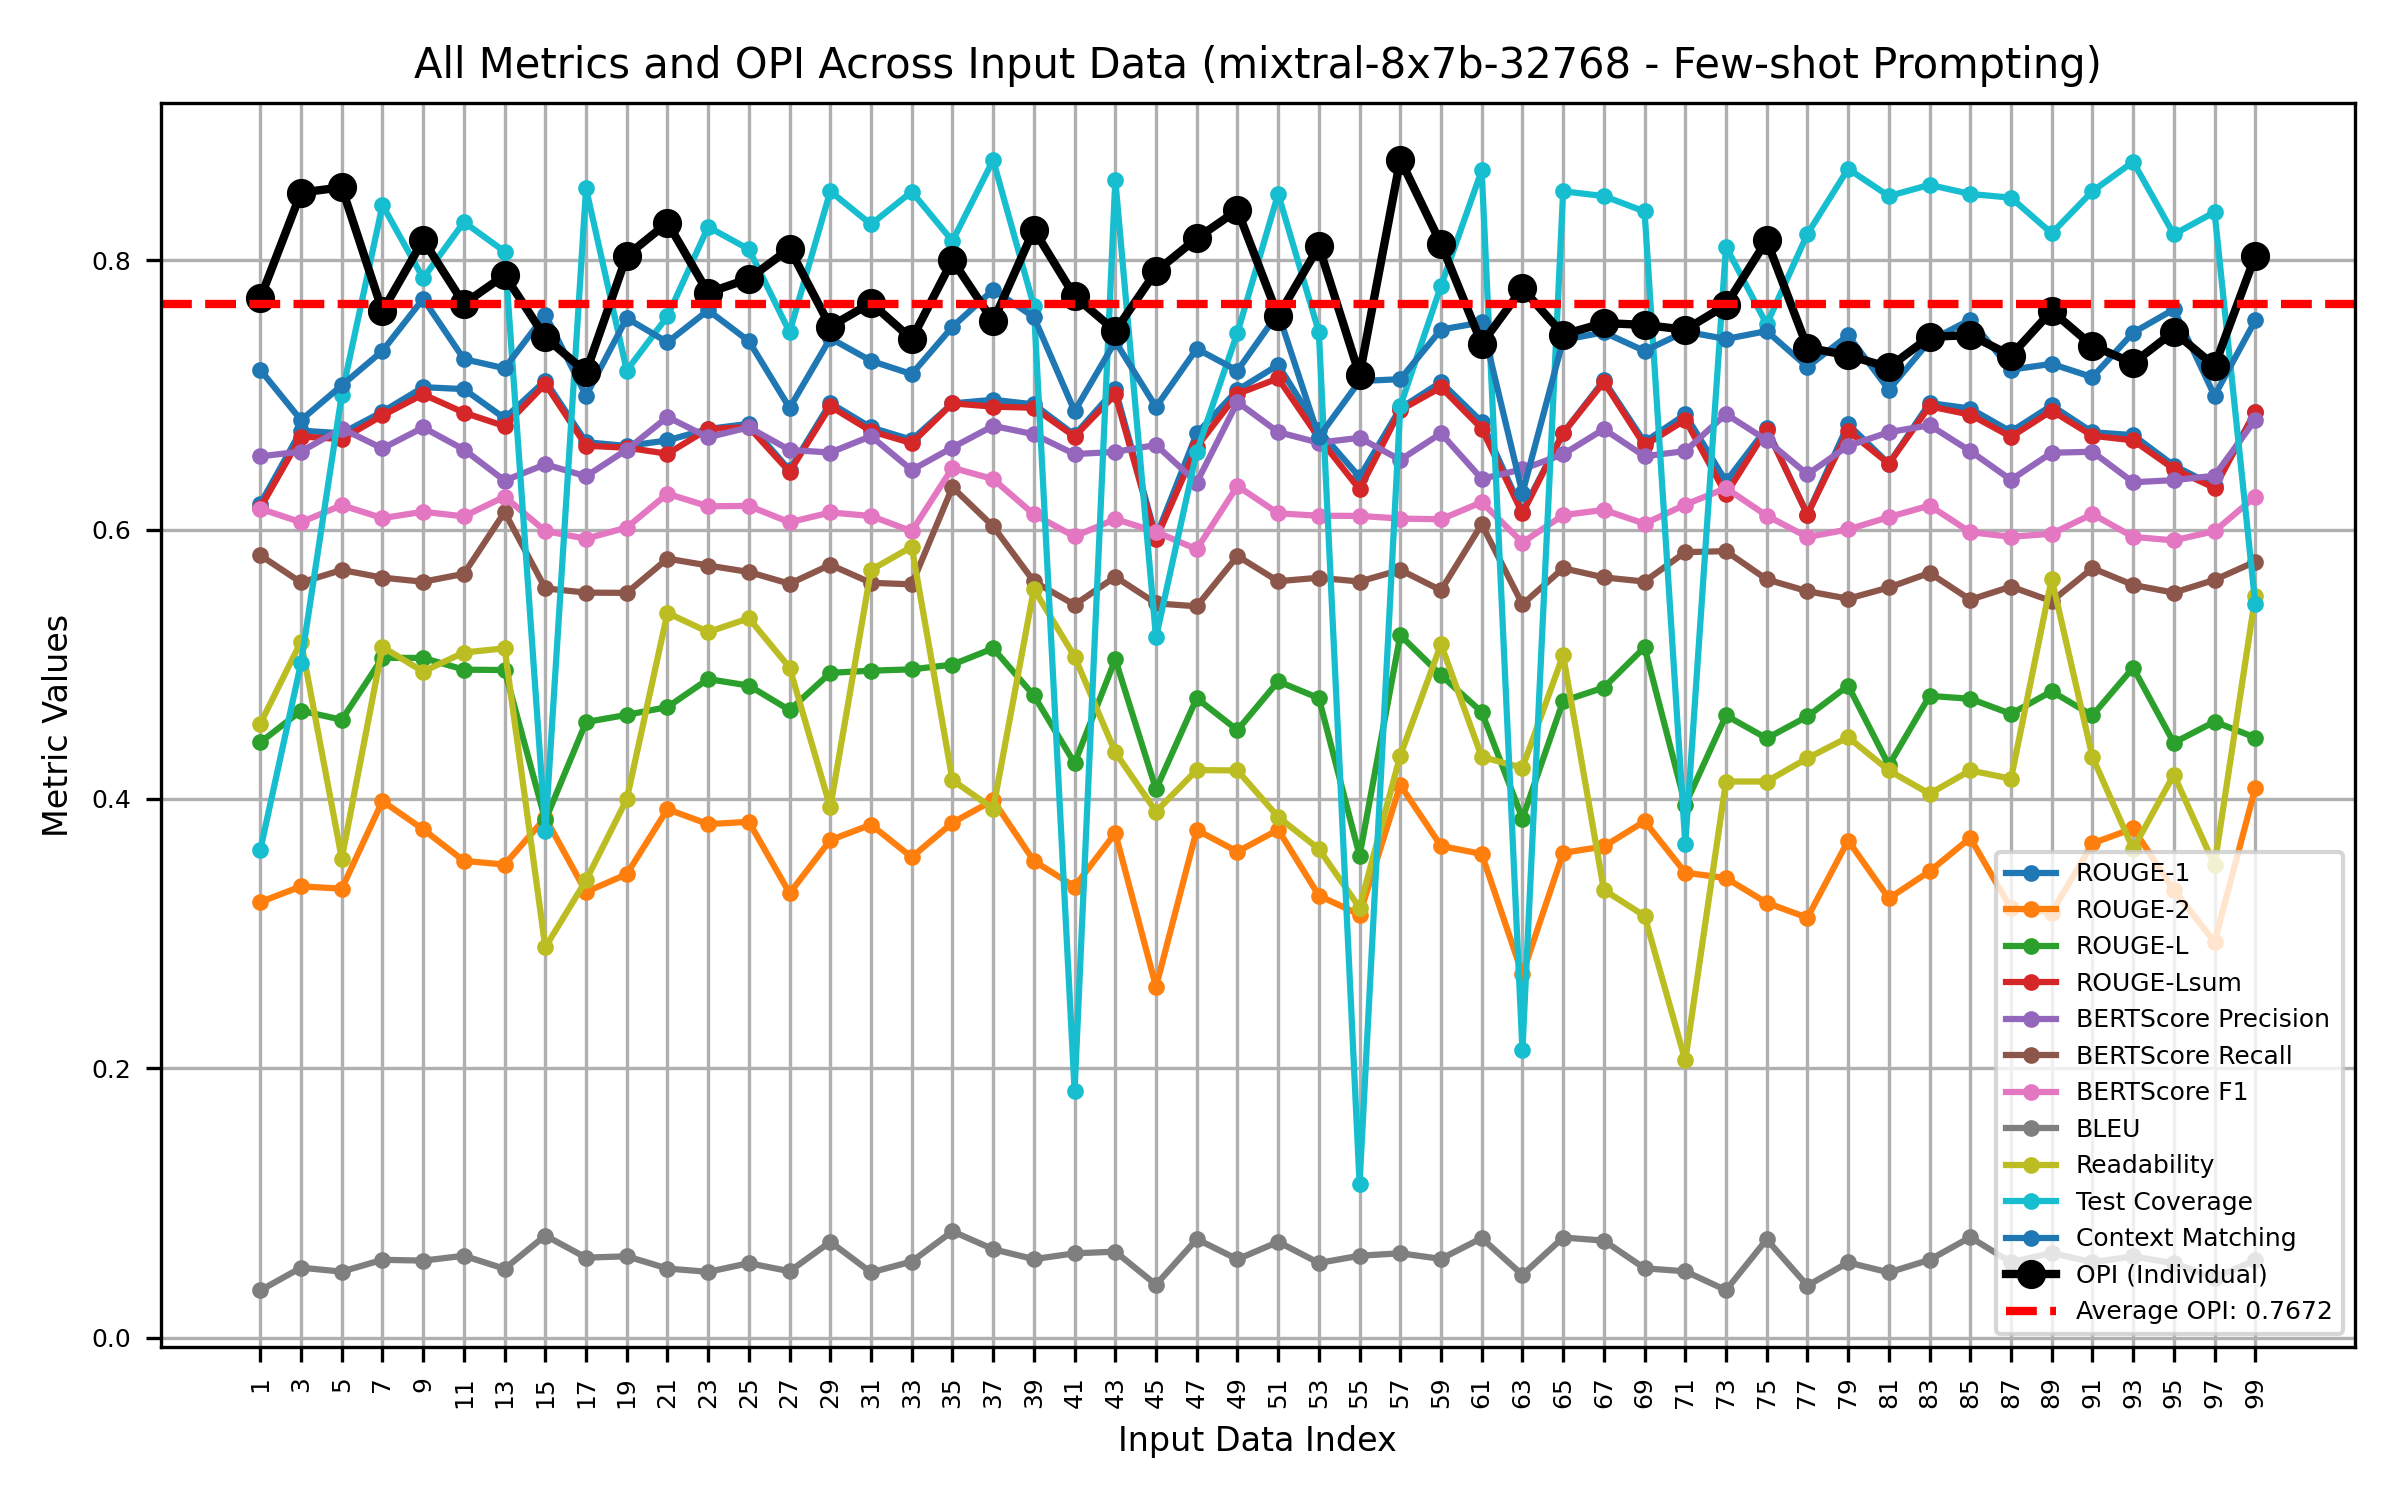 All Metrics and OPI Across Input Data (mixtral-8x7b-32768 - Few-shot Prompting)
Metric Values
0.8
0.6
0.4
0.2
0.0
ROUGE-1
ROUGE-2
ROUGE-L
ROUGE-Lsum
BERTScore Precision
BERTScore Recall
BERTScore F1
BLEU
Readability
Test Coverage
Context Matching
OPI (Individual)
Average OPI: 0.7672
1 3 5 7 9 11 13 15 17 19 21 23 25 27 29 31 33 35 37 39 41 43 45 47 49 51 53 55 57 59 61 63 65 67 69 71 73 75 77 79 81 83 85 87 89 91 93 95 97 99
Input Data Index